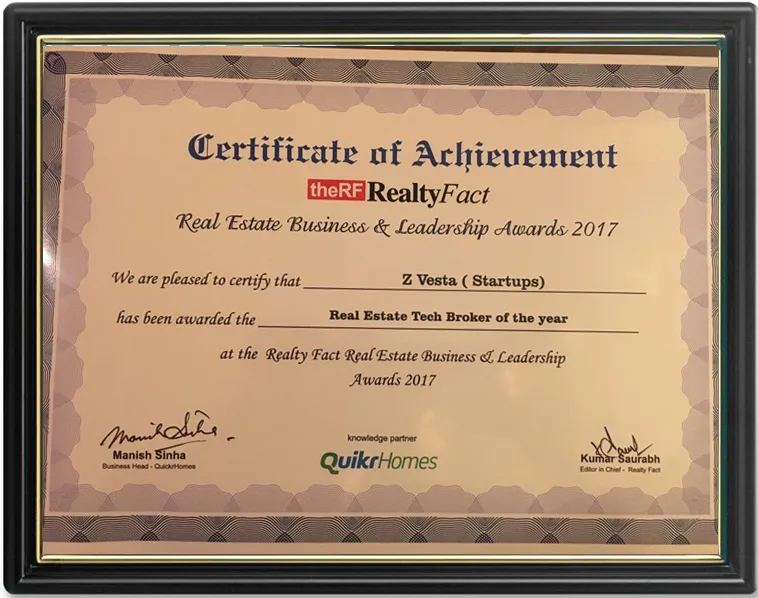 Certificate of Achievement
theRF RealtyFact
Real Estate Business & Leadership Awards 2017
We are pleased to certify that Z Vesta ( Startups)
has been awarded the Real Estate Tech Broker of the year
at the Realty Fact Real Estate Business & Leadership
Awards 2017
Manish Sinha
Manish Sinha
Business Head - QuikrHomes
knowledge partner
QuikrHomes
Kumar Saurabh
Editor in Chief - Realty Fact